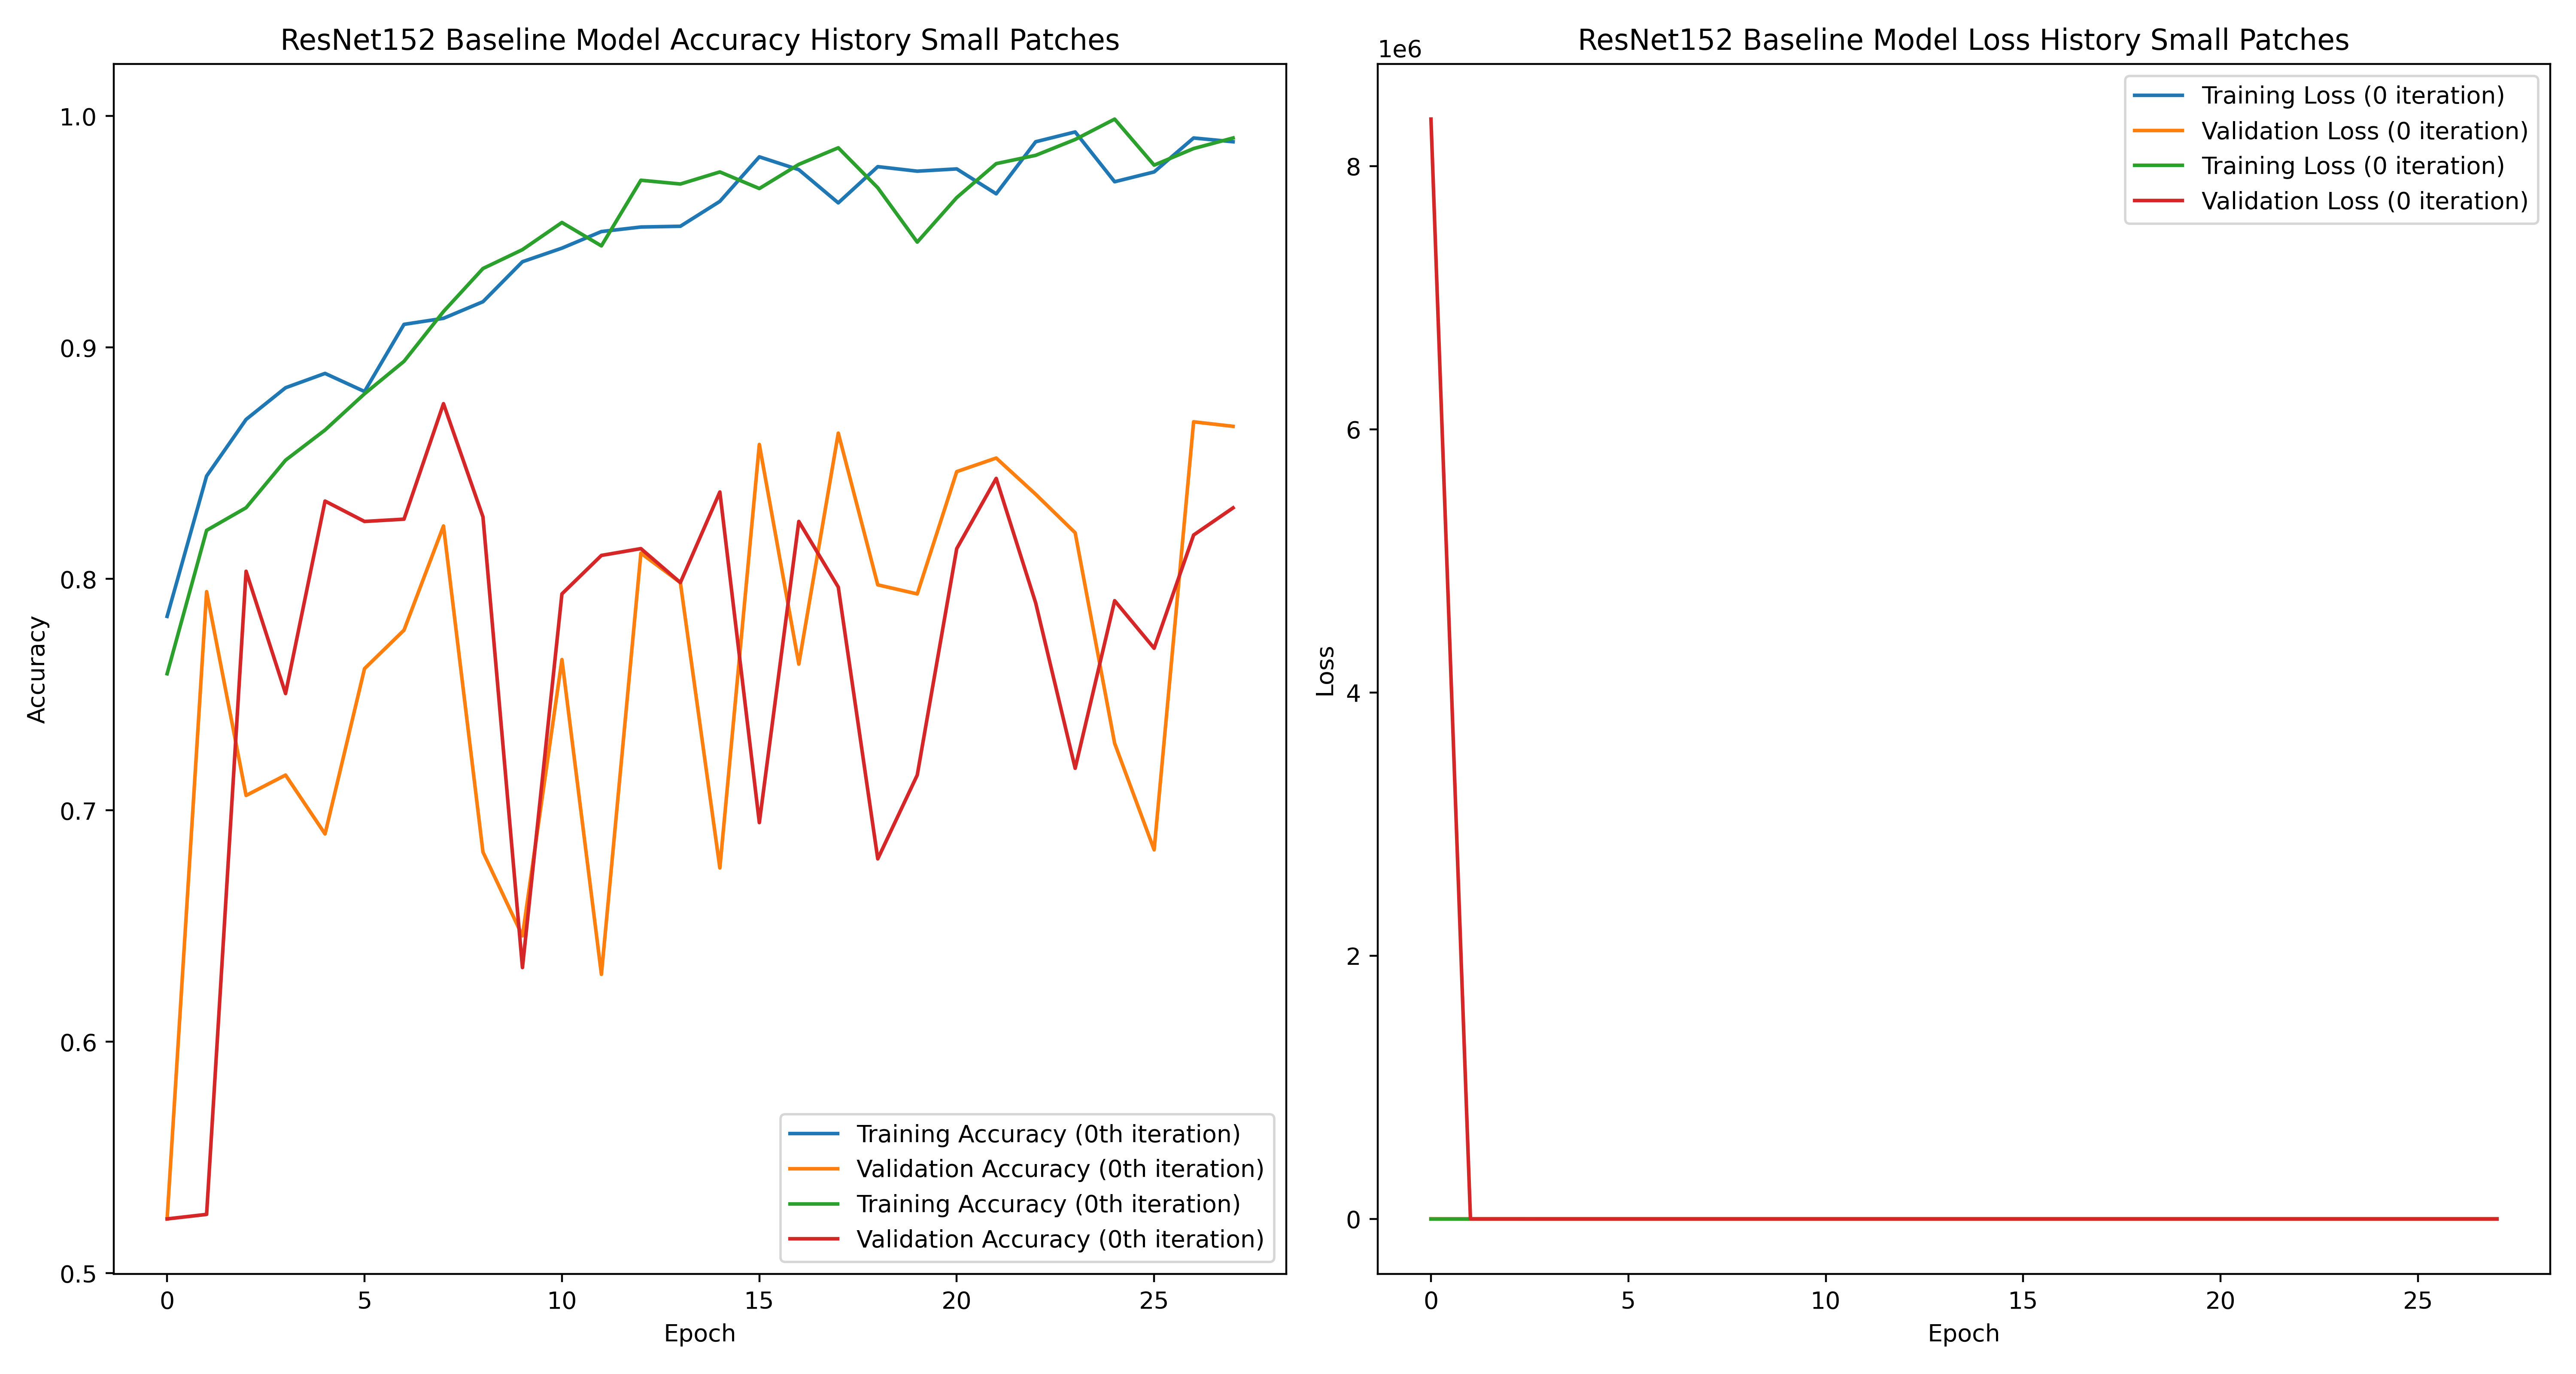 ResNet152 Baseline Model Accuracy History Small Patches
1.0
0.9
0.8
0.7
0.6
0.5
Accuracy
0
5
10
15
20
25
Epoch
Training Accuracy (0th iteration)
Validation Accuracy (0th iteration)
Training Accuracy (0th iteration)
Validation Accuracy (0th iteration)
ResNet152 Baseline Model Loss History Small Patches
1e6
8
6
4
2
0
Loss
0
5
10
15
20
25
Epoch
Training Loss (0 iteration)
Validation Loss (0 iteration)
Training Loss (0 iteration)
Validation Loss (0 iteration)